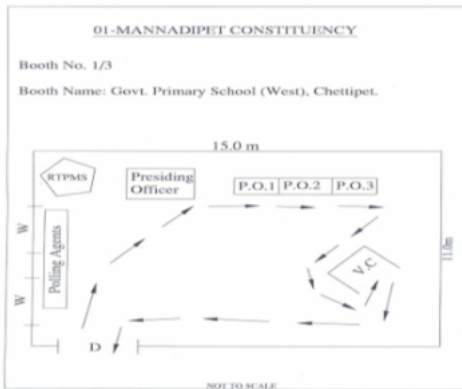 01-MANNADIPET CONSTITUENCY
Booth No. 1/3
Booth Name: Govt. Primary School (West), Chettipet.
15.0 m
RTPMS
Presiding
Officer
P.O.1 P.O.2 P.O.3
W
Polling Agents
W
V.C
11.0m
D
NOT TO SCALE